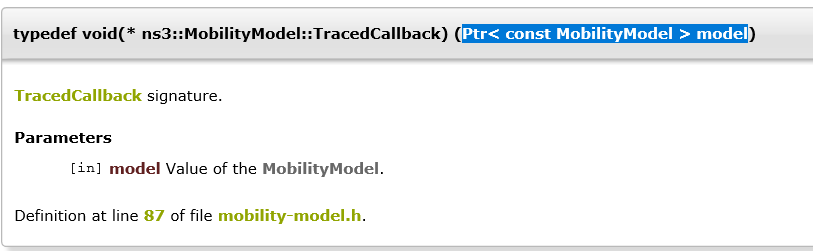 typedef void(* ns3::MobilityModel::TracedCallback) (Ptr< const MobilityModel > model)
TracedCallback signature.
Parameters
[in] model Value of the MobilityModel.
Definition at line 87 of file mobility-model.h.